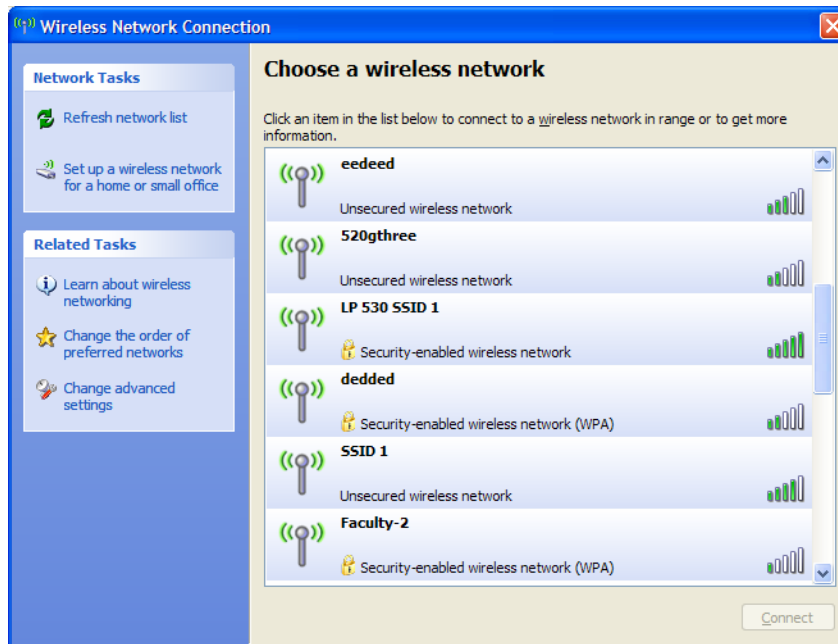 Wireless Network Connection
Network Tasks
Refresh network list
Set up a wireless network
for a home or small office
Related Tasks
Learn about wireless
networking
Change the order of
preferred networks
Change advanced
settings
Choose a wireless network
Click an item in the list below to connect to a wireless network in range or to get more
information.
eedeed
Unsecured wireless network
520gthree
Unsecured wireless network
LP 530 SSID 1
Security-enabled wireless network
dedded
Security-enabled wireless network (WPA)
SSID 1
Unsecured wireless network
Faculty-2
Security-enabled wireless network (WPA)
Connect